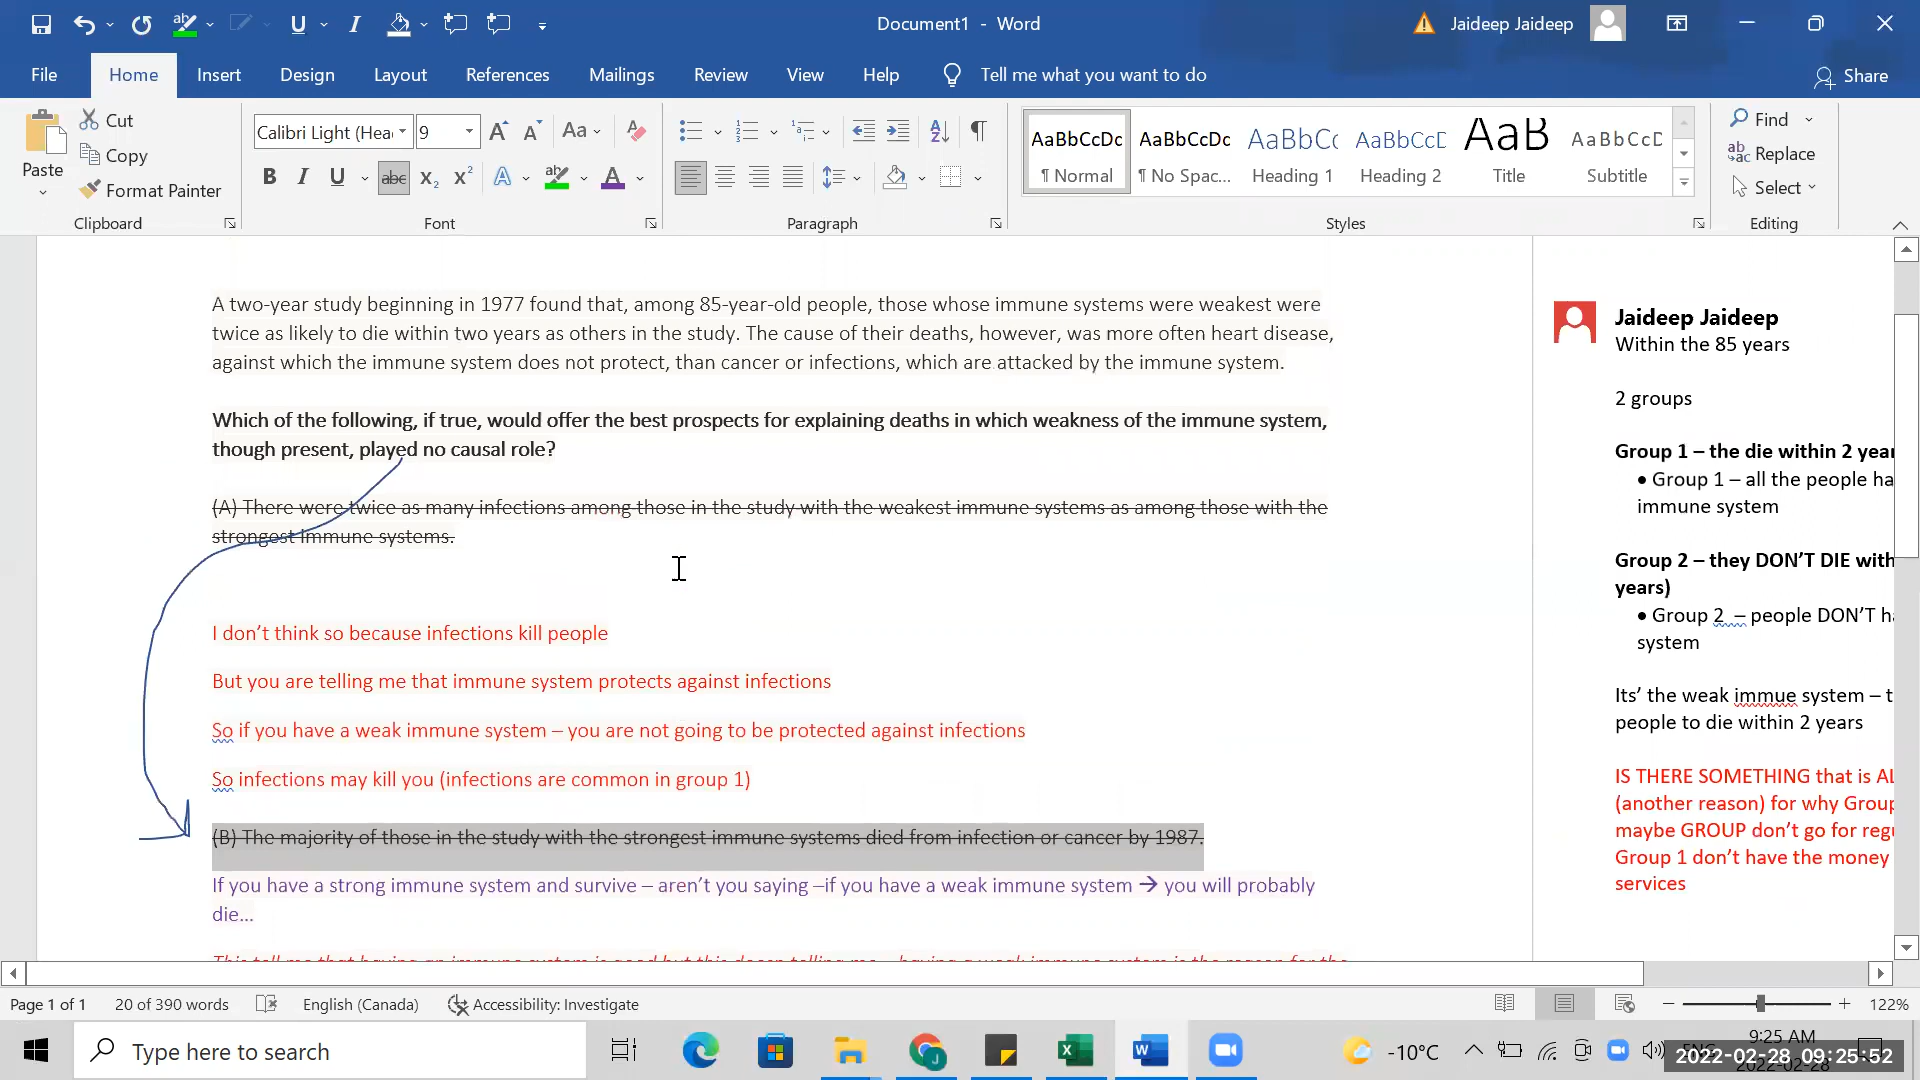 Document1 - Word
Jaideep Jaideep
File Home Insert Design Layout References Mailings Review View Help Tell me what you want to do
Share
Paste
Cut
Copy
Format Painter
Clipboard
Calibri Light (Hea
9
Font
Paragraph
AaBbCcDc
¶ Normal
AaBbCcDc
¶ No Spac...
AaBbCc
Heading 1
AaBbCcD
Heading 2
AaB
Title
AaBbCcD
Subtitle
Styles
Find
Replace
Select
Editing
A two-year study beginning in 1977 found that, among 85-year-old people, those whose immune systems were weakest were
twice as likely to die within two years as others in the study. The cause of their deaths, however, was more often heart disease,
against which the immune system does not protect, than cancer or infections, which are attacked by the immune system.
Which of the following, if true, would offer the best prospects for explaining deaths in which weakness of the immune system,
though present, played no causal role?
(A) There were twice as many infections among those in the study with the weakest immune systems as among those with the
strongest immune systems.
I don't think so because infections kill people
But you are telling me that immune system protects against infections
So if you have a weak immune system – you are not going to be protected against infections
So infections may kill you (infections are common in group 1)
(B) The majority of those in the study with the strongest immune systems died from infection or cancer by 1987.
If you have a strong immune system and survive – aren't you saying –if you have a weak immune system → you will probably
die...
Jaideep Jaideep
Within the 85 years
2 groups
Group 1 – the die within 2 year
• Group 1 – all the people ha
immune system
Group 2 – they DON'T DIE with
years)
• Group 2 – people DON'T ha
system
Its' the weak immue system – t
people to die within 2 years
IS THERE SOMETHING that is AL
(another reason) for why Group
maybe GROUP don't go for regu
Group 1 don't have the money
services
Page 1 of 1 20 of 390 words English (Canada) Accessibility: Investigate 122%
Type here to search
-10°C
9:25 AM
2022-02-28 09:25:52